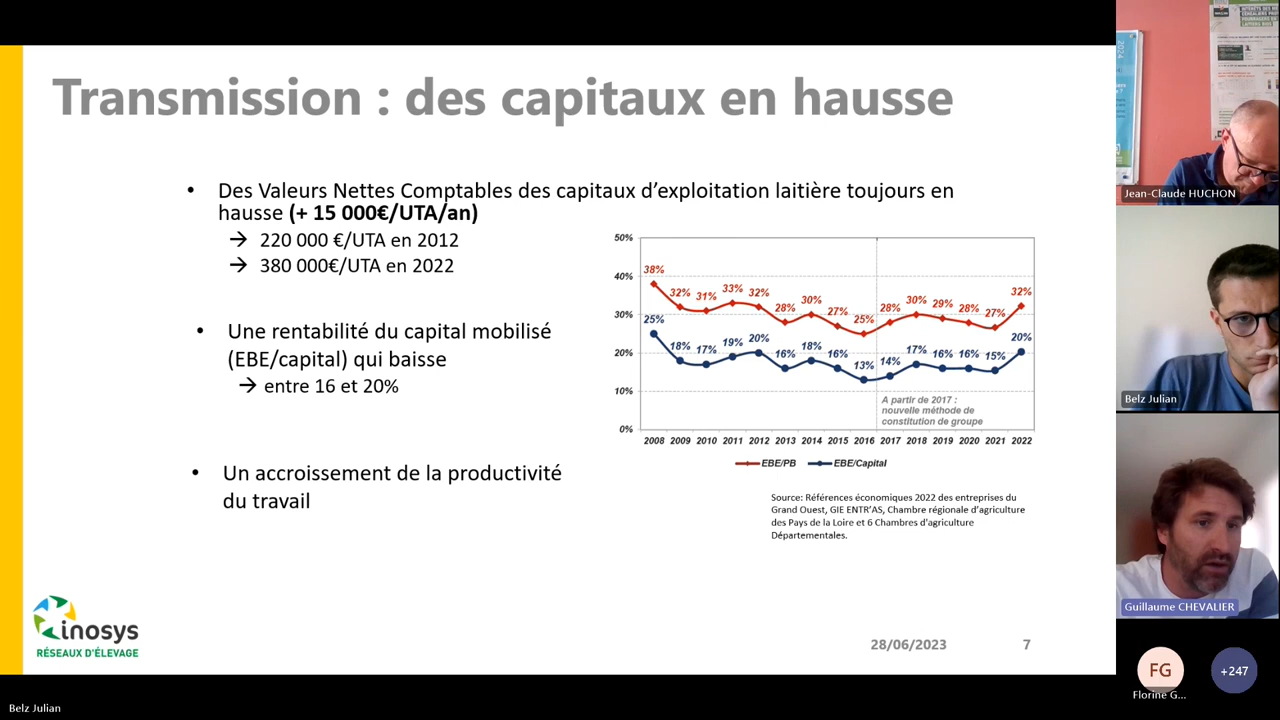 Transmission : des capitaux en hausse
• Des Valeurs Nettes Comptables des capitaux d’exploitation laitière toujours en
hausse (+ 15 000€/UTA/an)
→ 220 000 €/UTA en 2012
→ 380 000€/UTA en 2022
• Une rentabilité du capital mobilisé
(EBE/capital) qui baisse
→ entre 16 et 20%
• Un accroissement de la productivité
du travail
50%
40%
30%
20%
10%
0%
38% 32% 31% 33% 32% 28% 30% 27% 25% 28% 30% 29% 28% 27% 32%
25% 18% 17% 19% 20% 16% 18% 16% 13% 14% 17% 16% 16% 15% 20%
A partir de 2017 :
nouvelle méthode de
constitution de groupe
2008 2009 2010 2011 2012 2013 2014 2015 2016 2017 2018 2019 2020 2021 2022
EBE/PB EBE/Capital
Source: Références économiques 2022 des entreprises du
Grand Ouest, GIE ENTR’AS, Chambre régionale d’agriculture
des Pays de la Loire et 6 Chambres d'agriculture
Départementales.
inosys
RÉSEAUX D'ÉLEVAGE
28/06/2023 7
Jean-Claude HUCHON
Belz Julian
Guillaume CHEVALIER
FG
+247
Florine G...
Belz Julian